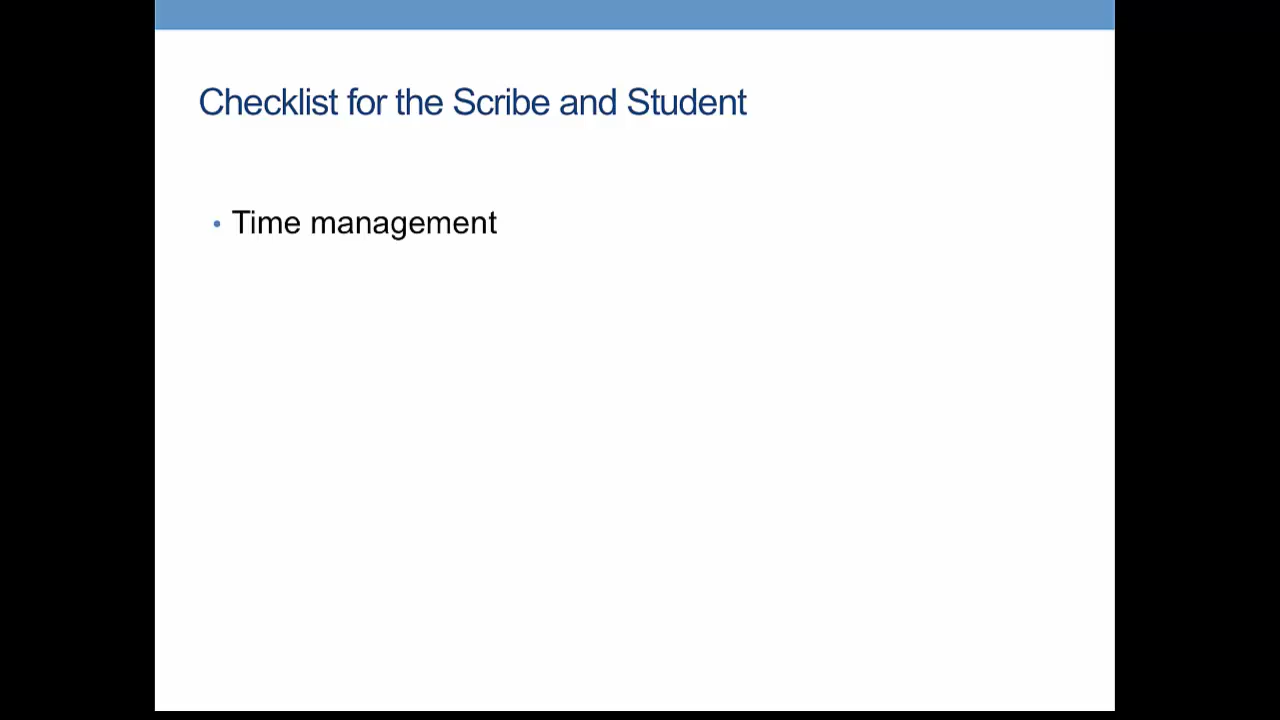 Checklist for the Scribe and Student
• Time management